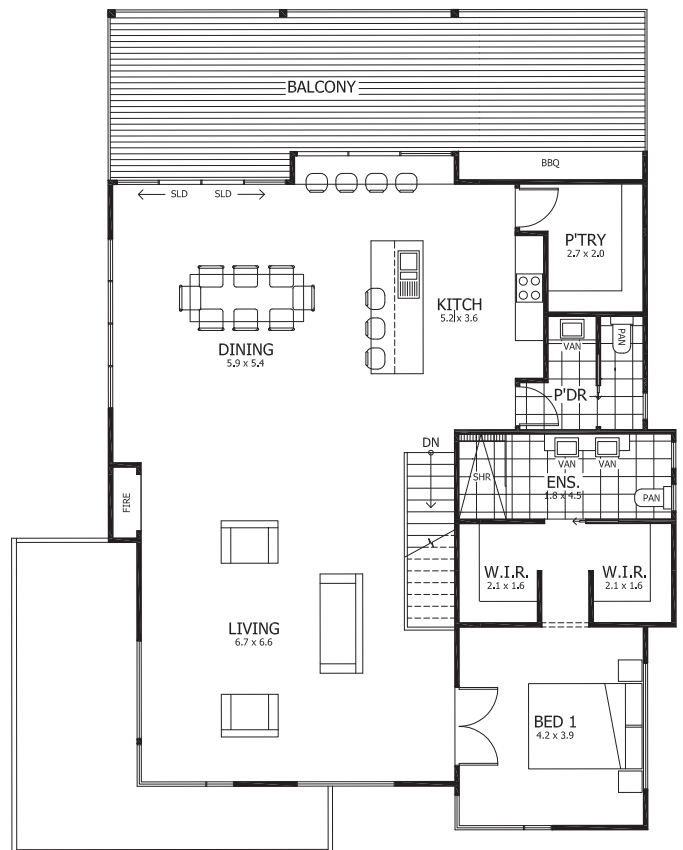 BALCONY
BBQ
SLD SLD
P'TRY
2.7 x 2.0
KITCH
5.2 x 3.6
DINING
5.9 x 5.4
VAN
PAN
P'DR
DN
VAN VAN
SHR
ENS.
1.8 x 4.5
PAN
FIRE
W.I.R.
2.1 x 1.6
W.I.R.
2.1 x 1.6
LIVING
6.7 x 6.6
BED 1
4.2 x 3.9